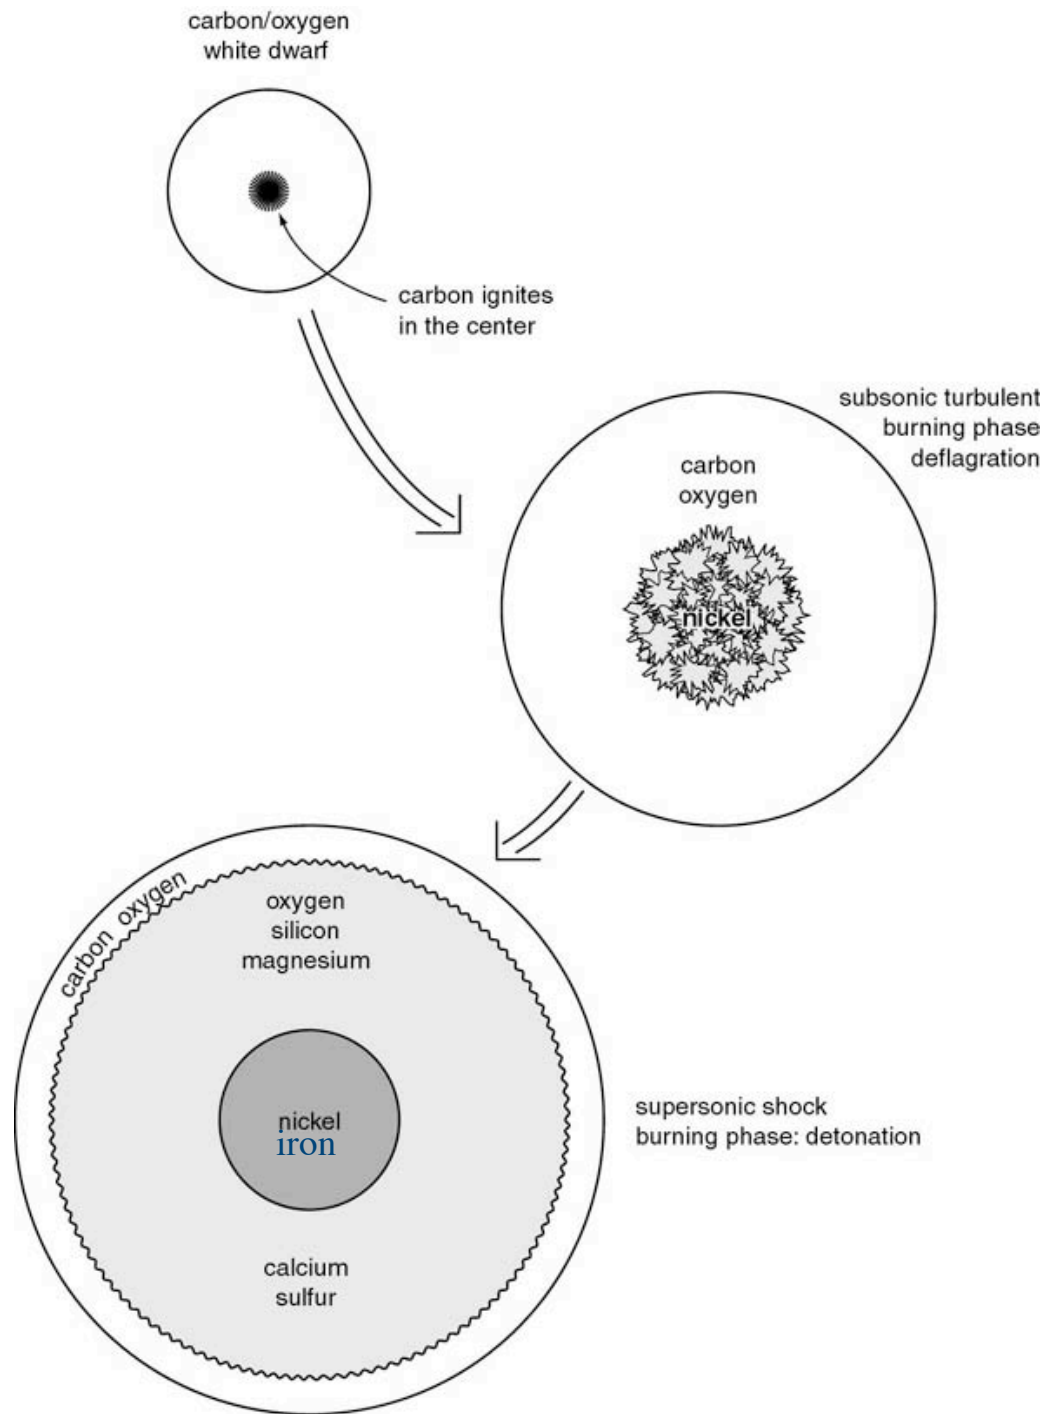 carbon/oxygen
white dwarf
carbon ignites
in the center
subsonic turbulent
burning phase
deflagration
carbon
oxygen
nickel
carbon oxygen
oxygen
silicon
magnesium
nickel
iron
calcium
sulfur
supersonic shock
burning phase: detonation